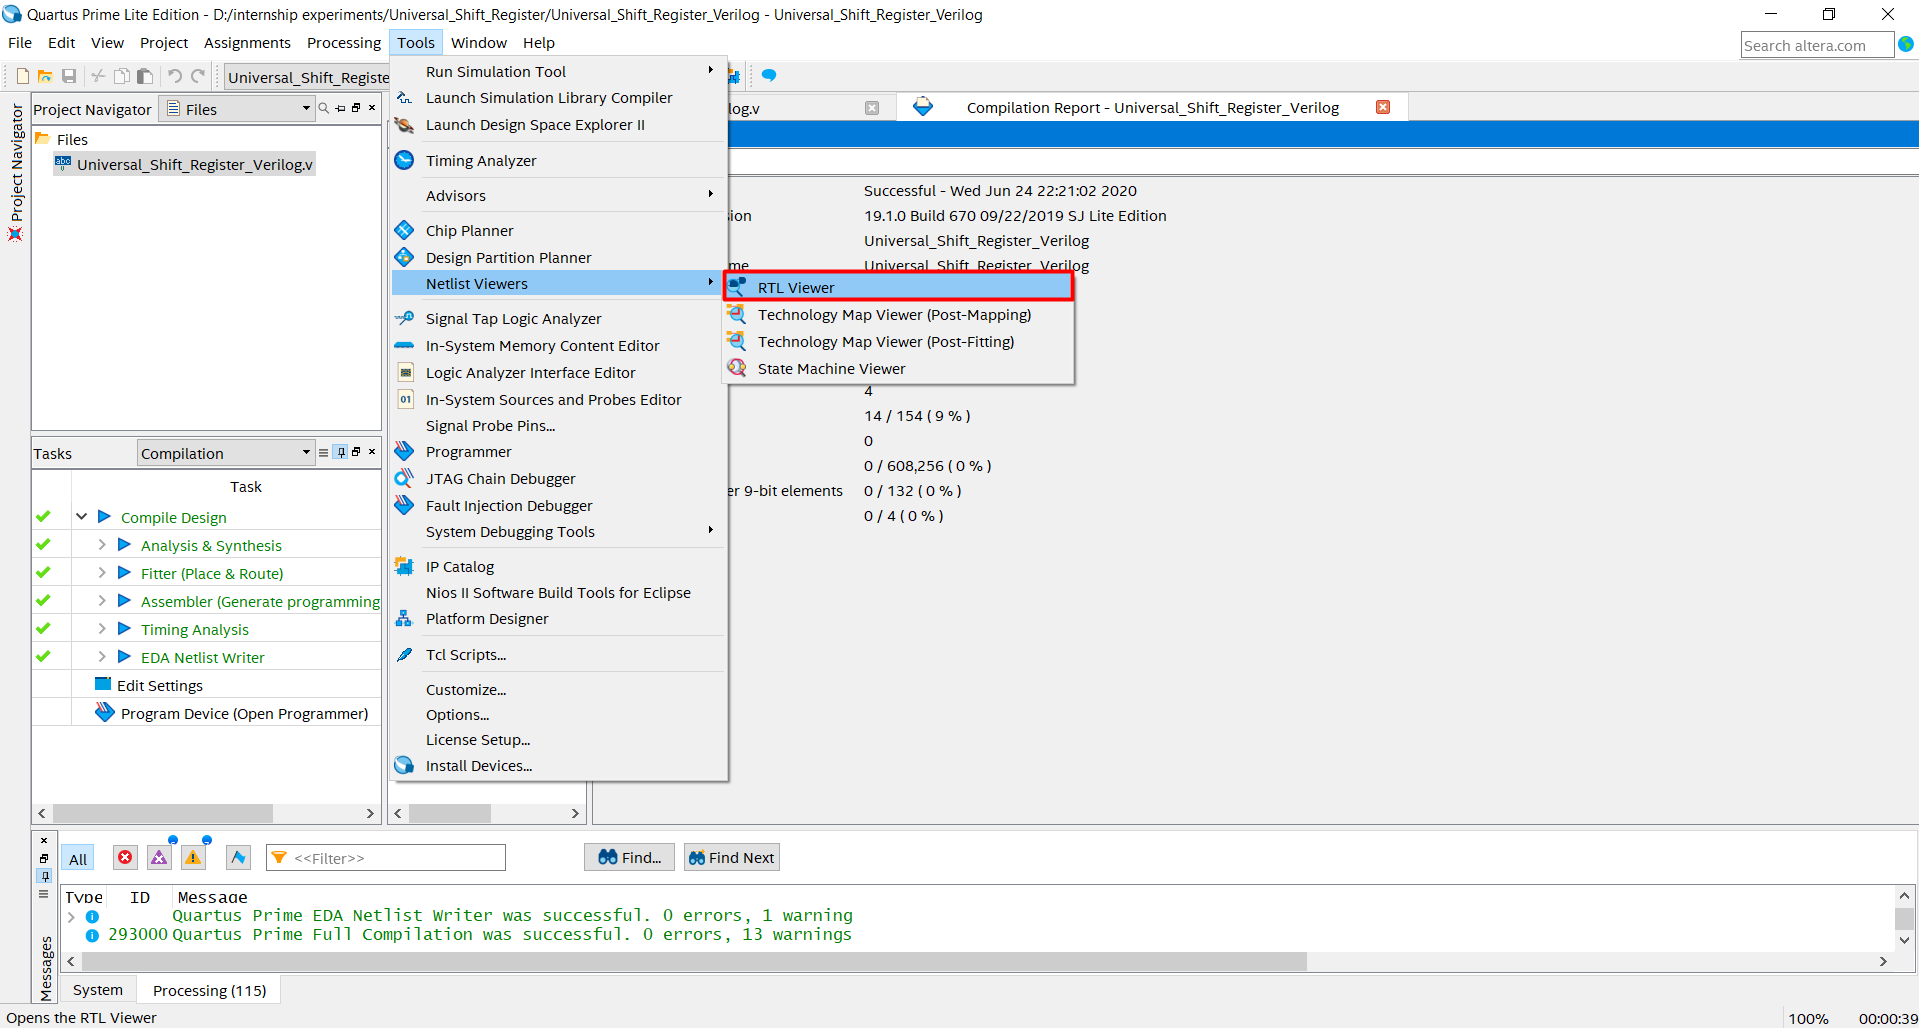 Quartus Prime Lite Edition - D:/internship experiments/Universal_Shift_Register/Universal_Shift_Register_Verilog - Universal_Shift_Register_Verilog
File Edit View Project Assignments Processing Tools Window Help
Search altera.com
Universal_Shift_Registe
Project Navigator
Project Navigator Files
Files
Universal_Shift_Register_Verilog.v
Run Simulation Tool
Launch Simulation Library Compiler
Launch Design Space Explorer II
Timing Analyzer
Advisors
Chip Planner
Design Partition Planner
Netlist Viewers
Signal Tap Logic Analyzer
In-System Memory Content Editor
Logic Analyzer Interface Editor
In-System Sources and Probes Editor
Signal Probe Pins...
Programmer
JTAG Chain Debugger
Fault Injection Debugger
System Debugging Tools
IP Catalog
Nios II Software Build Tools for Eclipse
Platform Designer
Tcl Scripts...
Customize...
Options...
License Setup...
Install Devices...
RTL Viewer
Technology Map Viewer (Post-Mapping)
Technology Map Viewer (Post-Fitting)
State Machine Viewer
log.v
Compilation Report - Universal_Shift_Register_Verilog
Successful - Wed Jun 24 22:21:02 2020
sion 19.1.0 Build 670 09/22/2019 SJ Lite Edition
Universal_Shift_Register_Verilog
me Universal_Shift_Register_Verilog
4
14 / 154 ( 9 % )
0
0 / 608,256 ( 0 % )
er 9-bit elements 0 / 132 ( 0 % )
0 / 4 ( 0 % )
Tasks Compilation
Task
Compile Design
Analysis & Synthesis
Fitter (Place & Route)
Assembler (Generate programming
Timing Analysis
EDA Netlist Writer
Edit Settings
Program Device (Open Programmer)
Messages
All <<Filter>> Find... Find Next
Type ID Message
Quartus Prime EDA Netlist Writer was successful. 0 errors, 1 warning
293000 Quartus Prime Full Compilation was successful. 0 errors, 13 warnings
System Processing (115)
Opens the RTL Viewer 100% 00:00:39